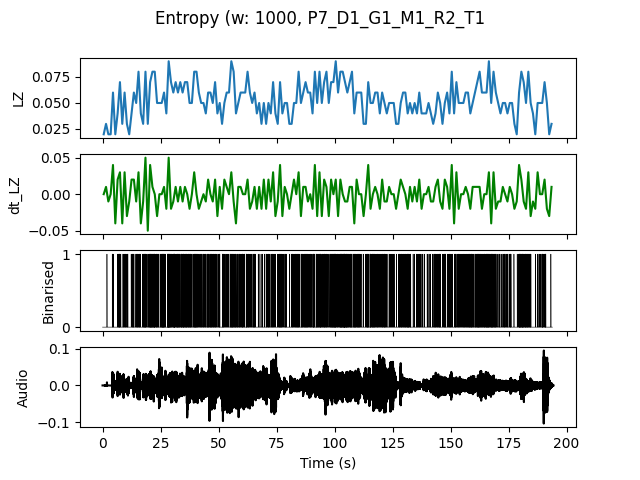 Entropy (w: 1000, P7_D1_G1_M1_R2_T1
LZ
0.075
0.050
0.025
dt_LZ
0.05
0.00
−0.05
Binarised
1
0
Audio
0.1
0.0
−0.1
0 25 50 75 100 125 150 175 200
Time (s)